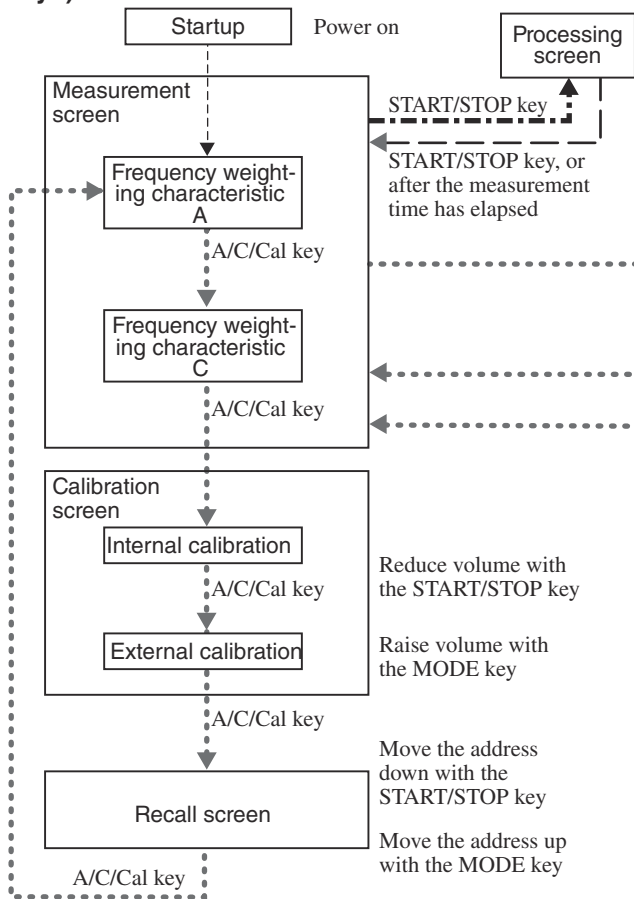 Startup
Power on
Processing
screen
Measurement
screen
START/STOP key
START/STOP key, or
after the measurement
time has elapsed
Frequency weight-
ing characteristic
A
A/C/Cal key
Frequency weight-
ing characteristic
C
A/C/Cal key
Calibration
screen
Internal calibration
A/C/Cal key
Reduce volume with
the START/STOP key
External calibration
Raise volume with
the MODE key
A/C/Cal key
Move the address
down with the
START/STOP key
Recall screen
Move the address up
with the MODE key
A/C/Cal key